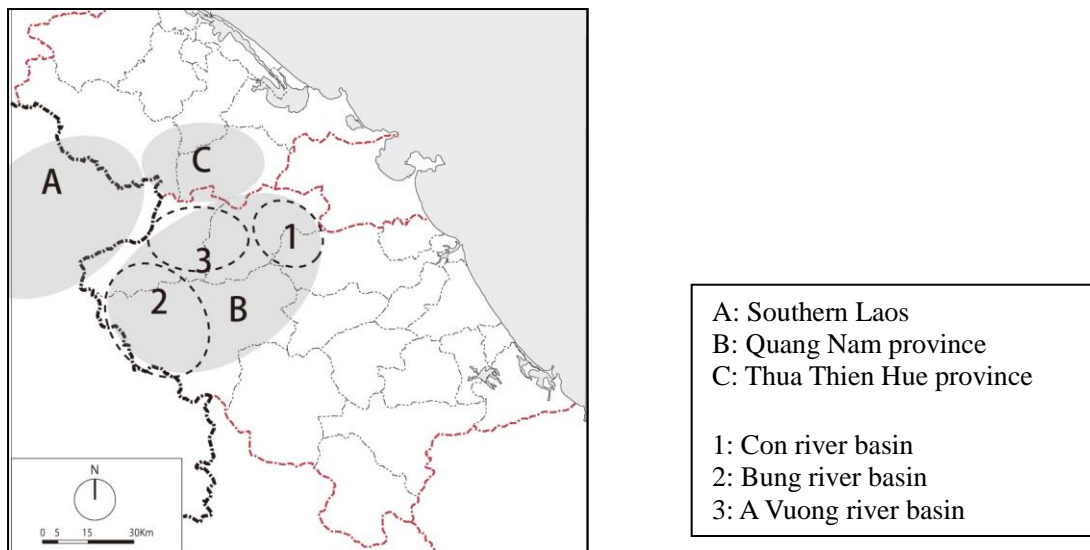 A
C
1
3
2
B
N
0 5 15 30Km
A: Southern Laos
B: Quang Nam province
C: Thua Thien Hue province
1: Con river basin
2: Bung river basin
3: A Vuong river basin